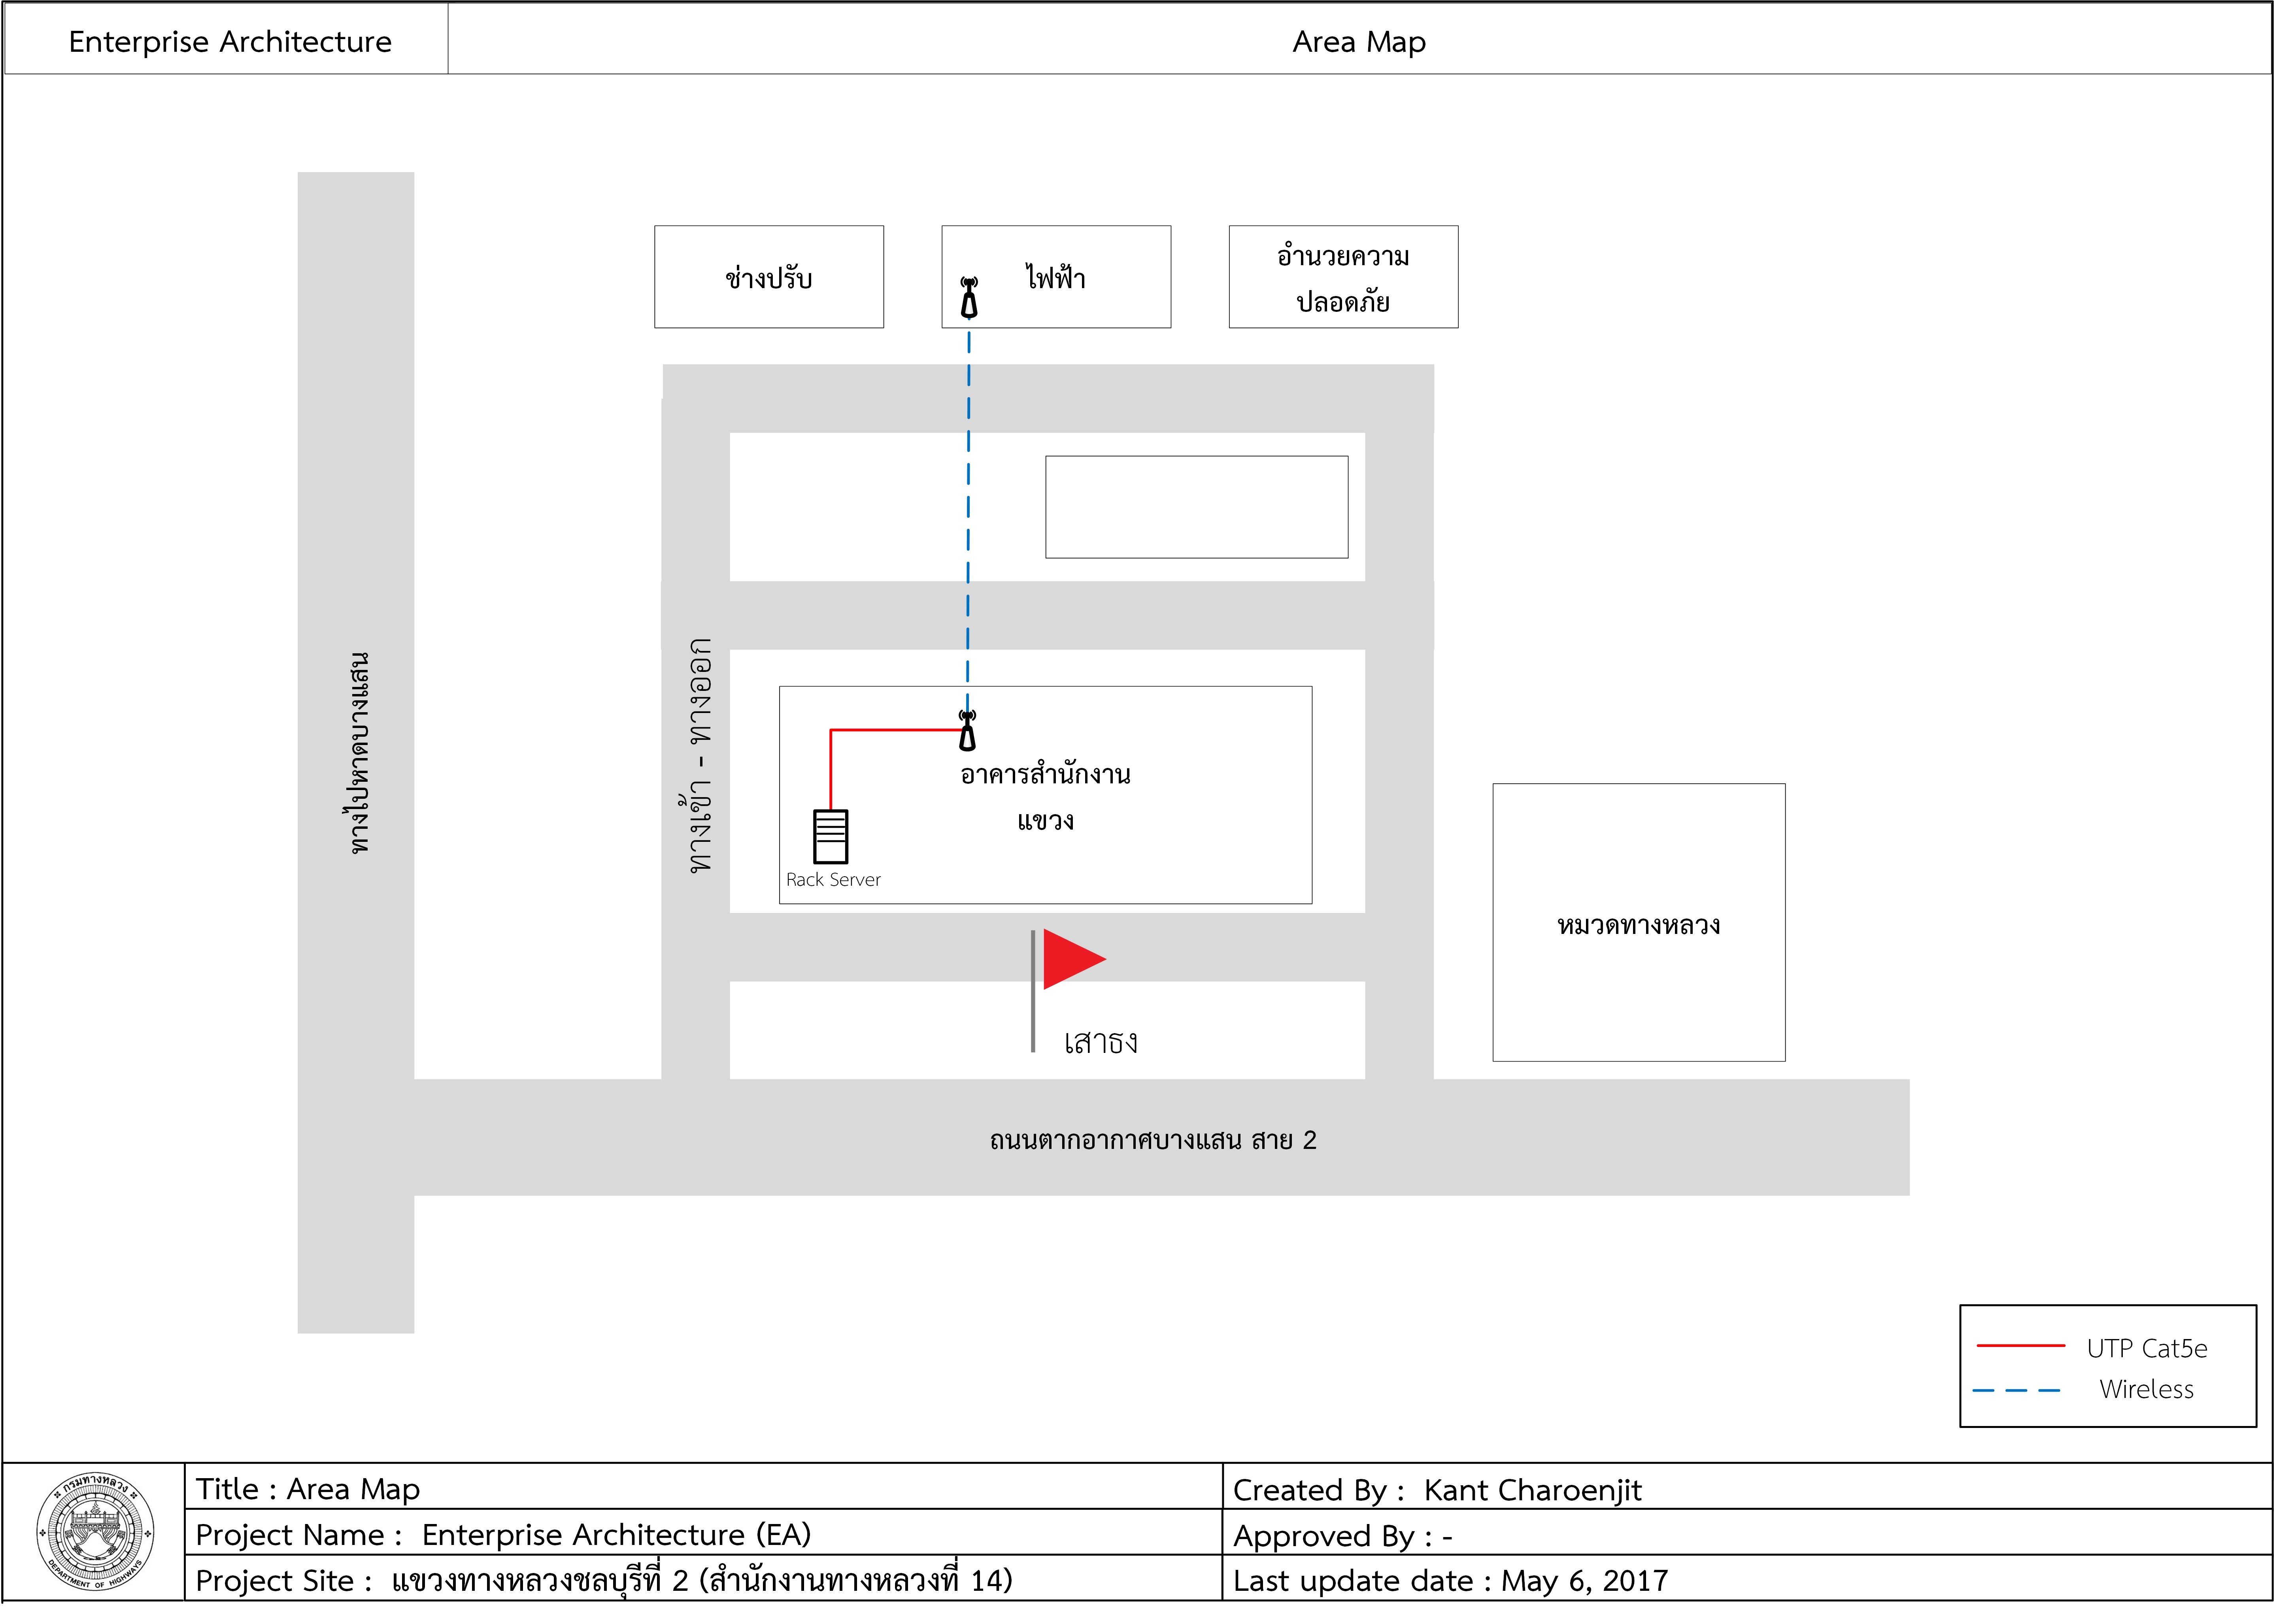 Enterprise Architecture
Area Map
ช่างปรับ
ไฟฟ้า
อำนวยความ
ปลอดภัย
ทางไปหาดบางแสน
ทางเข้า - ทางออก
อาคารสำนักงาน
แขวง
Rack Server
หมวดทางหลวง
เสาธง
ถนนตากอากาศบางแสน สาย 2
UTP Cat5e
Wireless
กรมทางหลวง
DEPARTMENT OF HIGHWAYS
Title : Area Map
Created By : Kant Charoenjit
Project Name : Enterprise Architecture (EA)
Approved By : -
Project Site : แขวงทางหลวงชลบุรีที่ 2 (สำนักงานทางหลวงที่ 14)
Last update date : May 6, 2017